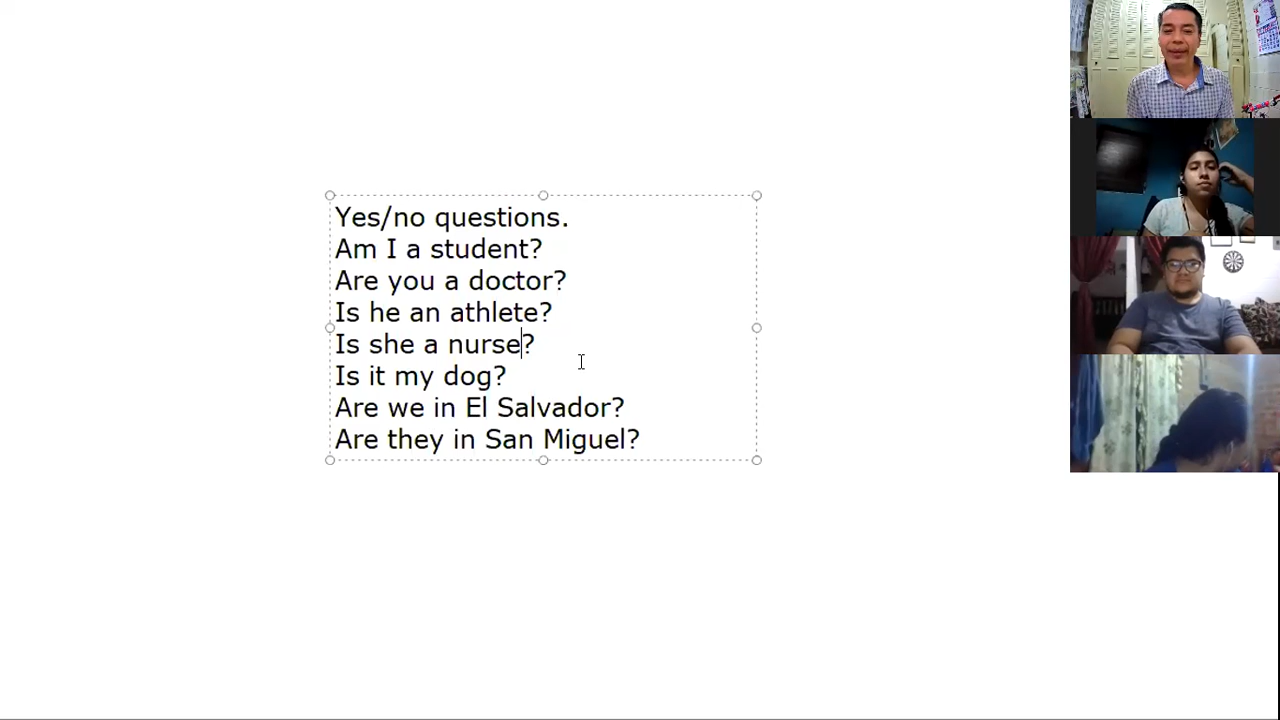 Yes/no questions.
Am I a student?
Are you a doctor?
Is he an athlete?
Is she a nurse?
Is it my dog?
Are we in El Salvador?
Are they in San Miguel?